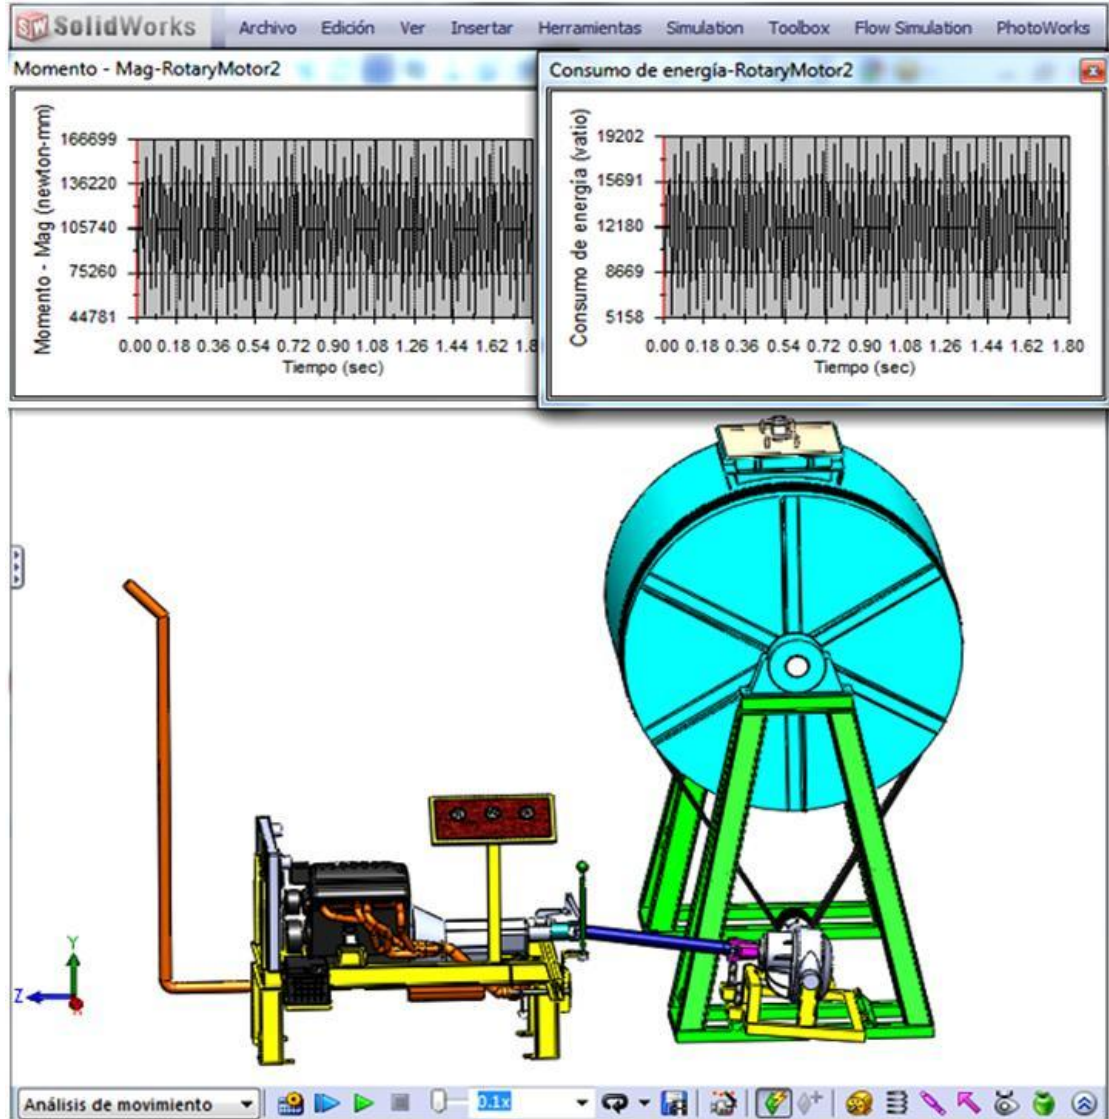 SW SolidWorks Archivo Edición Ver Insertar Herramientas Simulation Toolbox Flow Simulation PhotoWorks
Momento - Mag-RotaryMotor2
Momento - Mag (newton-mm)
166699
136220
105740
75260
44781
0.00 0.18 0.36 0.54 0.72 0.90 1.08 1.26 1.44 1.62 1.8
Tiempo (sec)
Consumo de energía-RotaryMotor2
Consumo de energía (vatio)
19202
15691
12180
8669
5158
0.00 0.18 0.36 0.54 0.72 0.90 1.08 1.26 1.44 1.62 1.80
Tiempo (sec)
Y
Z
X
Análisis de movimiento 0.1x